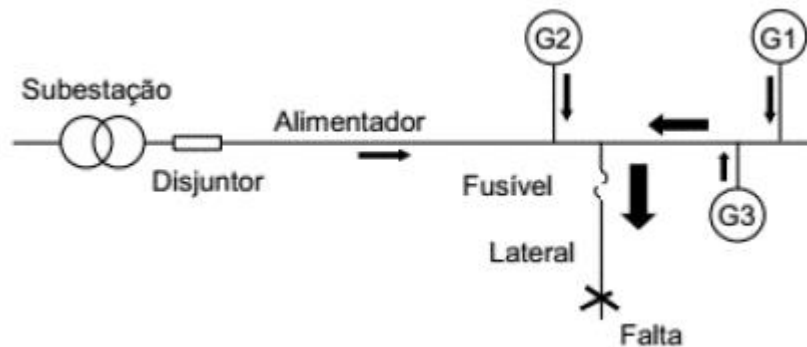 G2
G1
Subestação
Alimentador
Disjuntor
Fusível
G3
Lateral
Falta